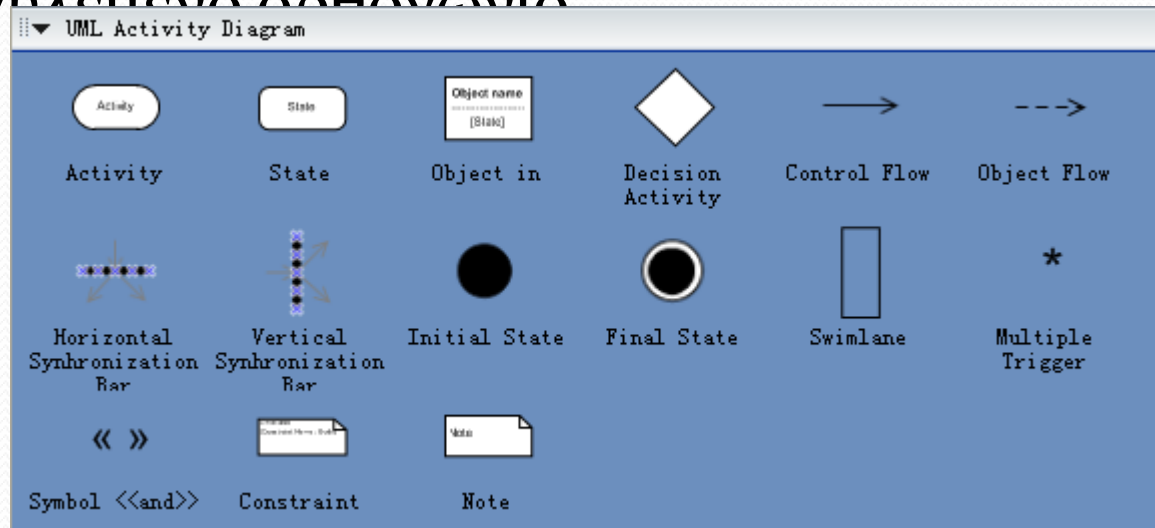 UML Activity Diagram
Activity
State
Object name
[State]
Activity
State
Object in
Decision
Activity
Control Flow
Object Flow
*
Horizontal
Synhronization
Bar
Vertical
Synhronization
Bar
Initial State
Final State
Swimlane
Multiple
Trigger
« »
Note
Symbol <<and>>
Constraint
Note